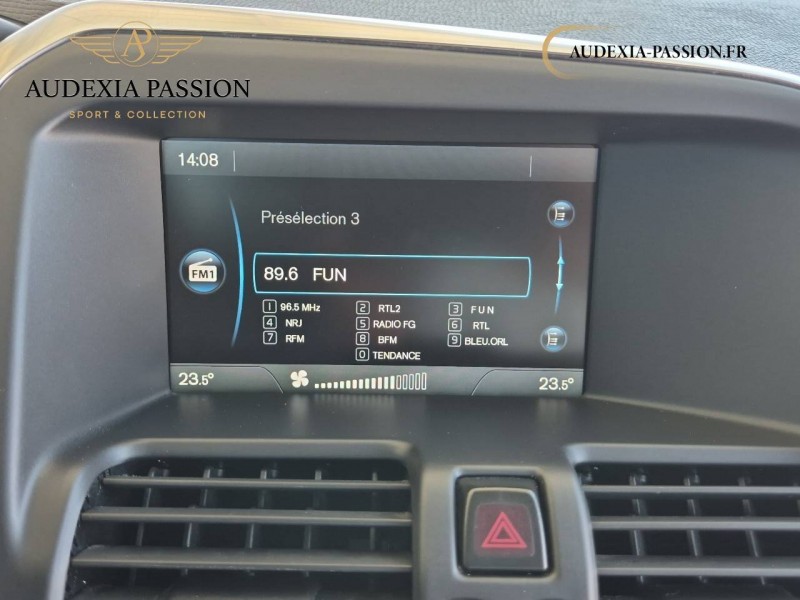 AP
AUDEXIA PASSION
SPORT & COLLECTION
AUDEXIA-PASSION.FR
14:08
Présélection 3
FM1
89.6 FUN
1 96.5 MHz 2 RTL2 3 FUN
4 NRJ 5 RADIO FG 6 RTL
7 RFM 8 BFM 9 BLEU.ORL
0 TENDANCE
23.5° 23.5°